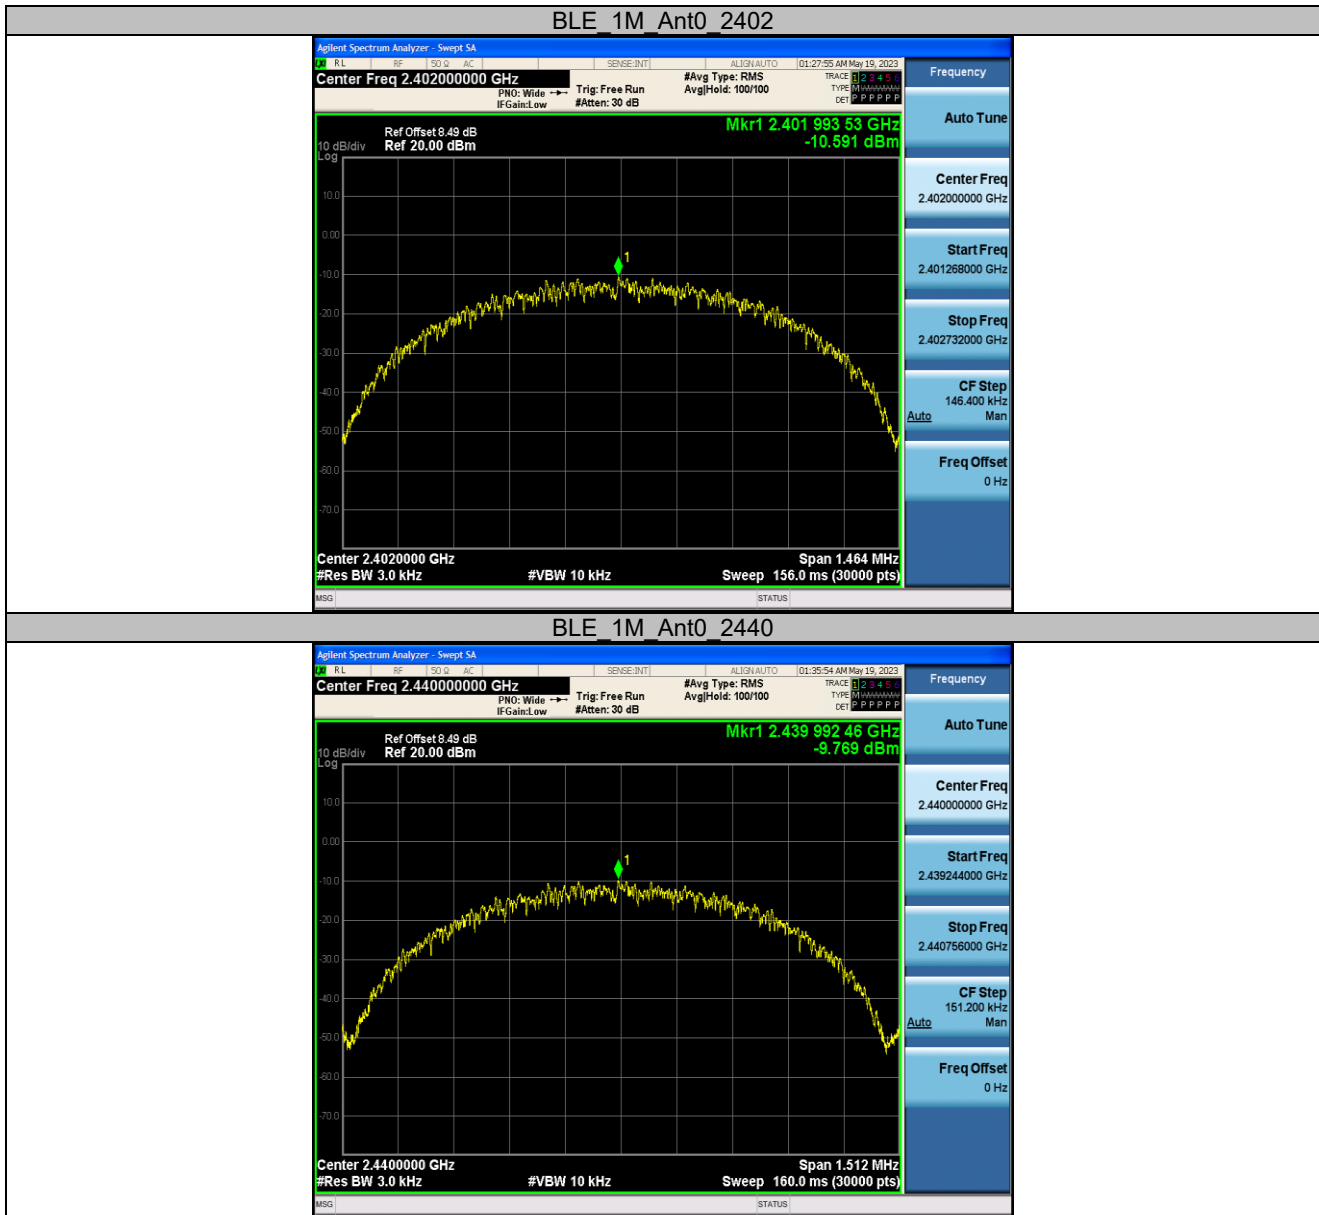 BLE_1M_Ant0_2402
Agilent Spectrum Analyzer - Swept SA
RL RF 50 Ω AC SENSE:INT ALIGN AUTO 01:27:55 AM May 19, 2023
Center Freq 2.402000000 GHz
PNO: Wide
IFGain:Low
Trig: Free Run
#Atten: 30 dB
#Avg Type: RMS
Avg|Hold: 100/100
TRACE 1 2 3 4 5 6
TYPE M
DET P P P P P P
Frequency
Ref Offset 8.49 dB
10 dB/div Ref 20.00 dBm
Log
Mkr1 2.401 993 53 GHz
-10.591 dBm
10.0
0.00
-10.0
-20.0
-30.0
-40.0
-50.0
-60.0
-70.0
1
Center 2.4020000 GHz
Span 1.464 MHz
#Res BW 3.0 kHz
#VBW 10 kHz
Sweep 156.0 ms (30000 pts)
MSG STATUS
Auto Tune
Center Freq
2.402000000 GHz
Start Freq
2.401268000 GHz
Stop Freq
2.402732000 GHz
CF Step
146.400 kHz
Auto Man
Freq Offset
0 Hz
BLE_1M_Ant0_2440
Agilent Spectrum Analyzer - Swept SA
RL RF 50 Ω AC SENSE:INT ALIGN AUTO 01:35:54 AM May 19, 2023
Center Freq 2.440000000 GHz
PNO: Wide
IFGain:Low
Trig: Free Run
#Atten: 30 dB
#Avg Type: RMS
Avg|Hold: 100/100
TRACE 1 2 3 4 5 6
TYPE M
DET P P P P P P
Frequency
Ref Offset 8.49 dB
10 dB/div Ref 20.00 dBm
Log
Mkr1 2.439 992 46 GHz
-9.769 dBm
10.0
0.00
-10.0
-20.0
-30.0
-40.0
-50.0
-60.0
-70.0
1
Center 2.4400000 GHz
Span 1.512 MHz
#Res BW 3.0 kHz
#VBW 10 kHz
Sweep 160.0 ms (30000 pts)
MSG STATUS
Auto Tune
Center Freq
2.440000000 GHz
Start Freq
2.439244000 GHz
Stop Freq
2.440756000 GHz
CF Step
151.200 kHz
Auto Man
Freq Offset
0 Hz